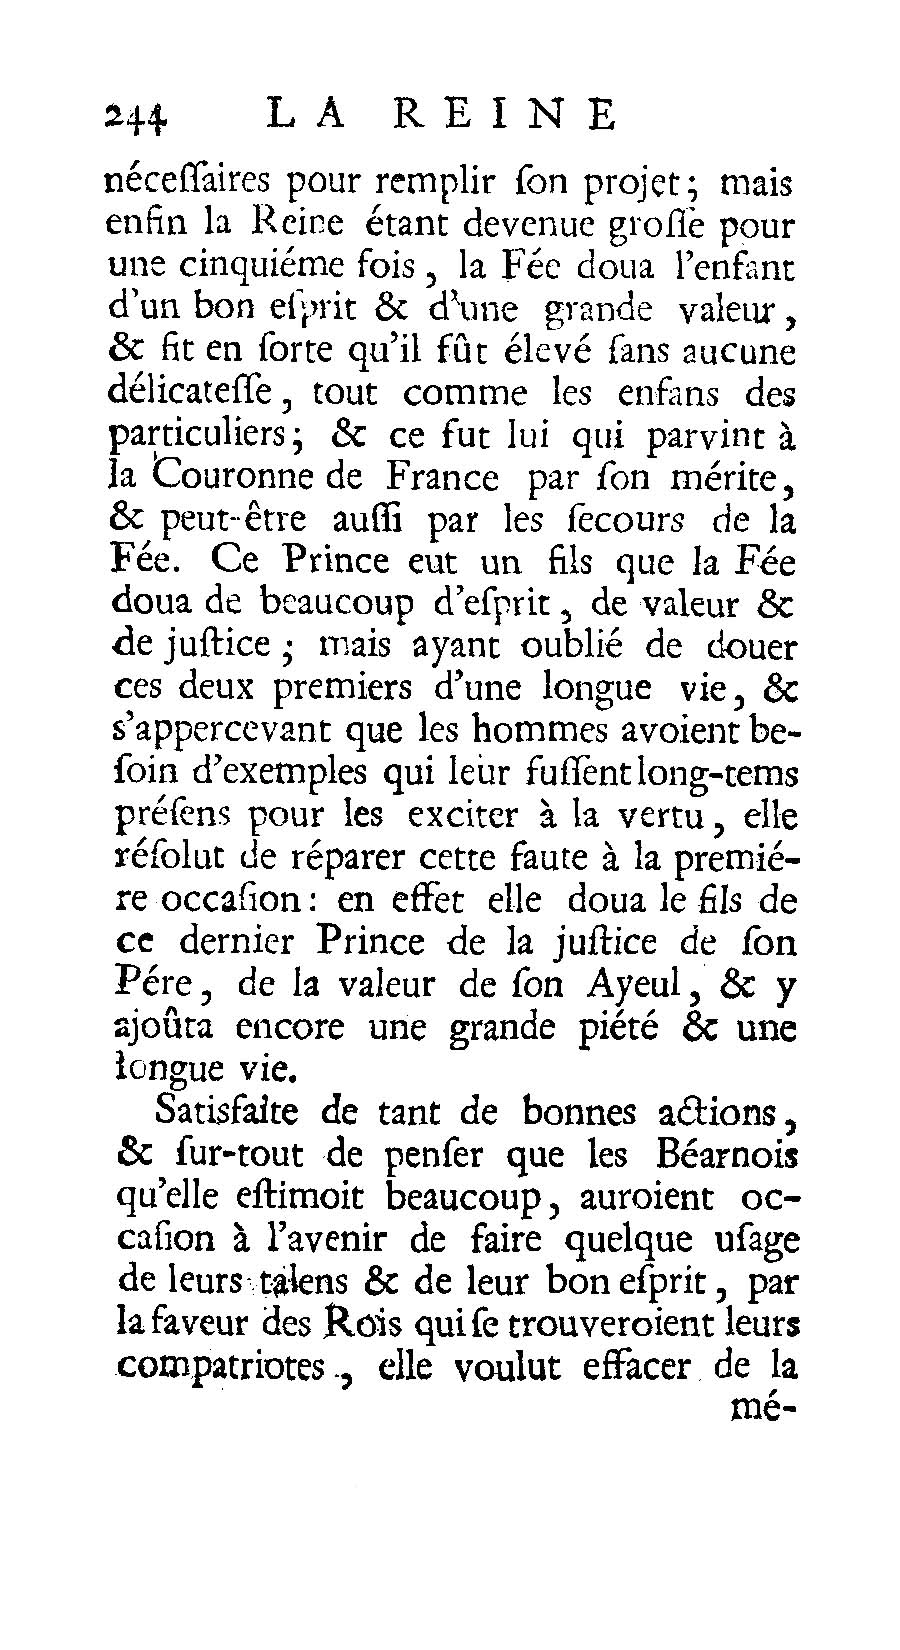 244 LA REINE
néceſſaires pour remplir ſon projet; mais
enfin la Reine étant devenue groſſe pour
une cinquiéme fois, la Fée doua l'enfant
d'un bon eſprit & d'une grande valeur,
& fit en ſorte qu'il fût élevé ſans aucune
délicateſſe, tout comme les enfans des
particuliers; & ce fut lui qui parvint à
la Couronne de France par ſon mérite,
& peut-être auſſi par les ſecours de la
Fée. Ce Prince eut un fils que la Fée
doua de beaucoup d'eſprit, de valeur &
de juſtice; mais ayant oublié de douer
ces deux premiers d'une longue vie, &
s'appercevant que les hommes avoient be-
ſoin d'exemples qui leur fuſſent long-tems
préſens pour les exciter à la vertu, elle
réſolut de réparer cette faute à la premié-
re occaſion: en effet elle doua le fils de
ce dernier Prince de la juſtice de ſon
Pére, de la valeur de ſon Ayeul, & y
ajoûta encore une grande piété & une
longue vie.
Satisfaite de tant de bonnes actions,
& ſur-tout de penſer que les Béarnois
qu'elle eſtimoit beaucoup, auroient oc-
caſion à l'avenir de faire quelque uſage
de leurs talens & de leur bon eſprit, par
la faveur des Rois qui ſe trouveroient leurs
compatriotes, elle voulut effacer de la
mé-